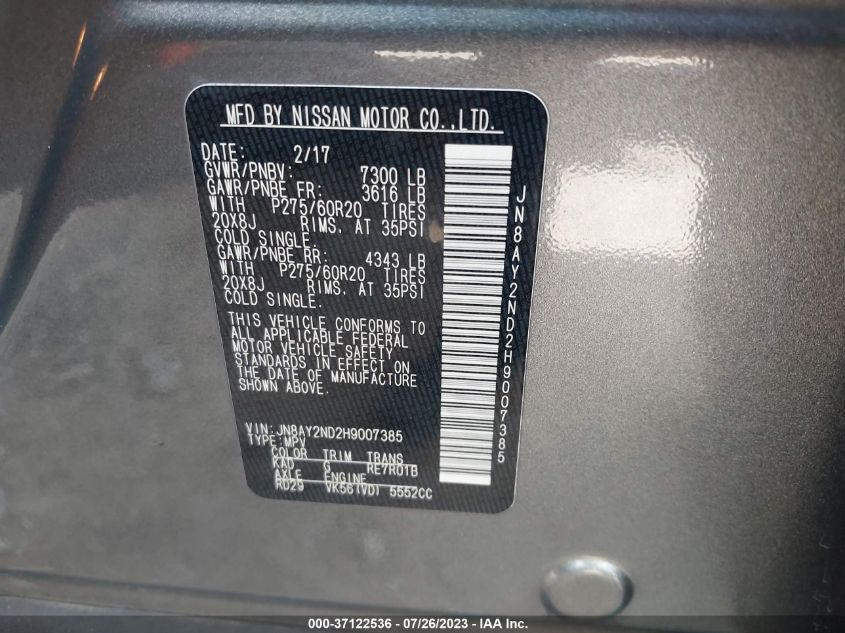 MFD BY NISSAN MOTOR CO.,LTD.
DATE: 2/17
GVWR/PNBV: 7300 LB
GAWR/PNBE FR: 3616 LB
WITH P275/60R20 TIRES
20X8J RIMS. AT 35PSI
COLD SINGLE.
GAWR/PNBE RR: 4343 LB
WITH P275/60R20 TIRES
20X8J RIMS. AT 35PSI
COLD SINGLE.
THIS VEHICLE CONFORMS TO
ALL APPLICABLE FEDERAL
MOTOR VEHICLE SAFETY
STANDARDS IN EFFECT ON
THE DATE OF MANUFACTURE
SHOWN ABOVE.
VIN: JN8AY2ND2H9007385
TYPE: MPV
COLOR TRIM TRANS
KAD G RE7R01B
AXLE ENGINE
RD29 VK56(VD) 5552CC
JN8AY2ND2H9007385
000-37122536 - 07/26/2023 - IAA Inc.